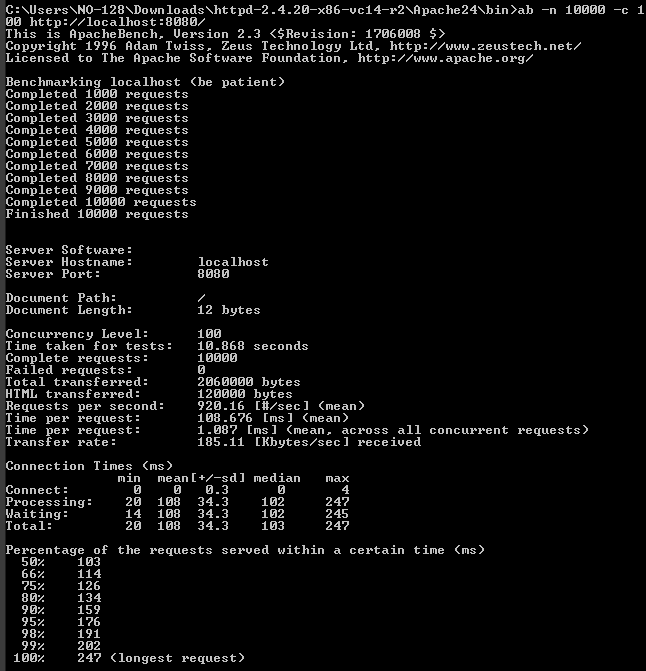 C:\Users\NO-128\Downloads\httpd-2.4.20-x86-vc14-r2\Apache24\bin>ab -n 10000 -c 1
00 http://localhost:8080/
This is ApacheBench, Version 2.3 <$Revision: 1706008 $>
Copyright 1996 Adam Twiss, Zeus Technology Ltd, http://www.zeustech.net/
Licensed to The Apache Software Foundation, http://www.apache.org/

Benchmarking localhost (be patient)
Completed 1000 requests
Completed 2000 requests
Completed 3000 requests
Completed 4000 requests
Completed 5000 requests
Completed 6000 requests
Completed 7000 requests
Completed 8000 requests
Completed 9000 requests
Completed 10000 requests
Finished 10000 requests


Server Software:
Server Hostname:        localhost
Server Port:            8080

Document Path:          /
Document Length:        12 bytes

Concurrency Level:      100
Time taken for tests:   10.868 seconds
Complete requests:      10000
Failed requests:        0
Total transferred:      2060000 bytes
HTML transferred:       120000 bytes
Requests per second:    920.16 [#/sec] (mean)
Time per request:       108.676 [ms] (mean)
Time per request:       1.087 [ms] (mean, across all concurrent requests)
Transfer rate:          185.11 [Kbytes/sec] received

Connection Times (ms)
              min  mean[+/-sd] median   max
Connect:        0    0   0.3      0       4
Processing:    20  108  34.3    102     247
Waiting:       14  108  34.3    102     245
Total:         20  108  34.3    103     247

Percentage of the requests served within a certain time (ms)
  50%    103
  66%    114
  75%    126
  80%    134
  90%    159
  95%    176
  98%    191
  99%    202
 100%    247 (longest request)